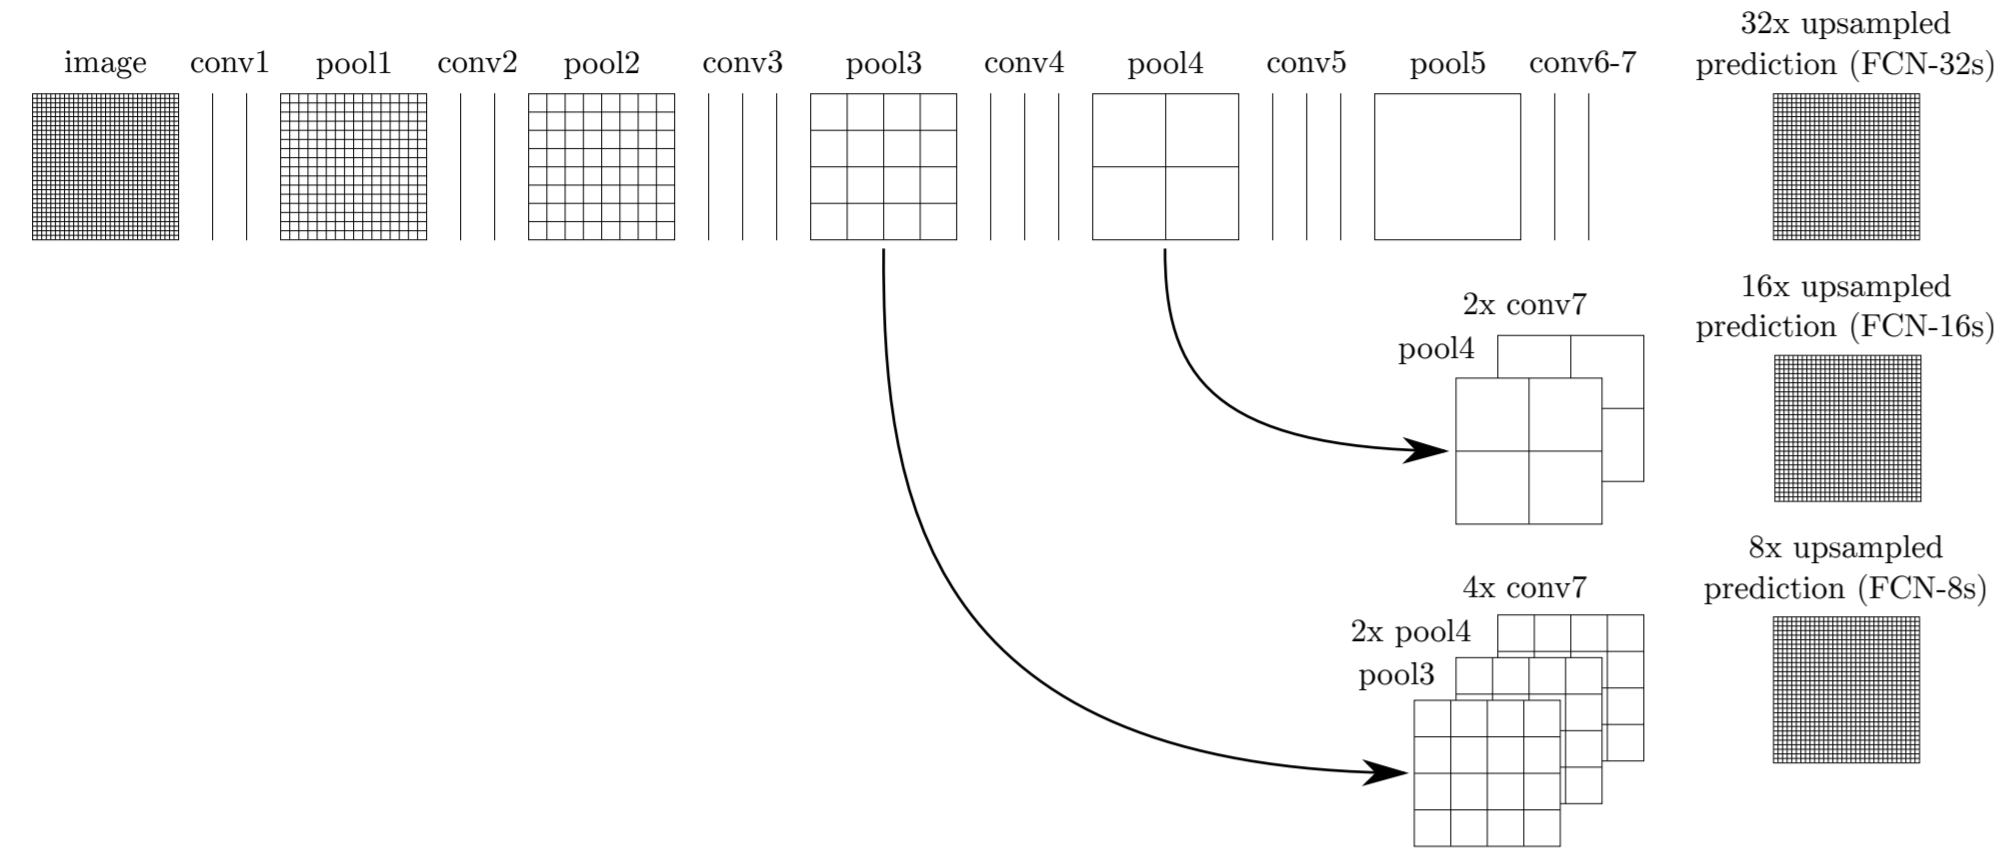 image
conv1
pool1
conv2
pool2
conv3
pool3
conv4
pool4
conv5
pool5
conv6-7
32x upsampled
prediction (FCN-32s)
2x conv7
pool4
16x upsampled
prediction (FCN-16s)
4x conv7
2x pool4
pool3
8x upsampled
prediction (FCN-8s)